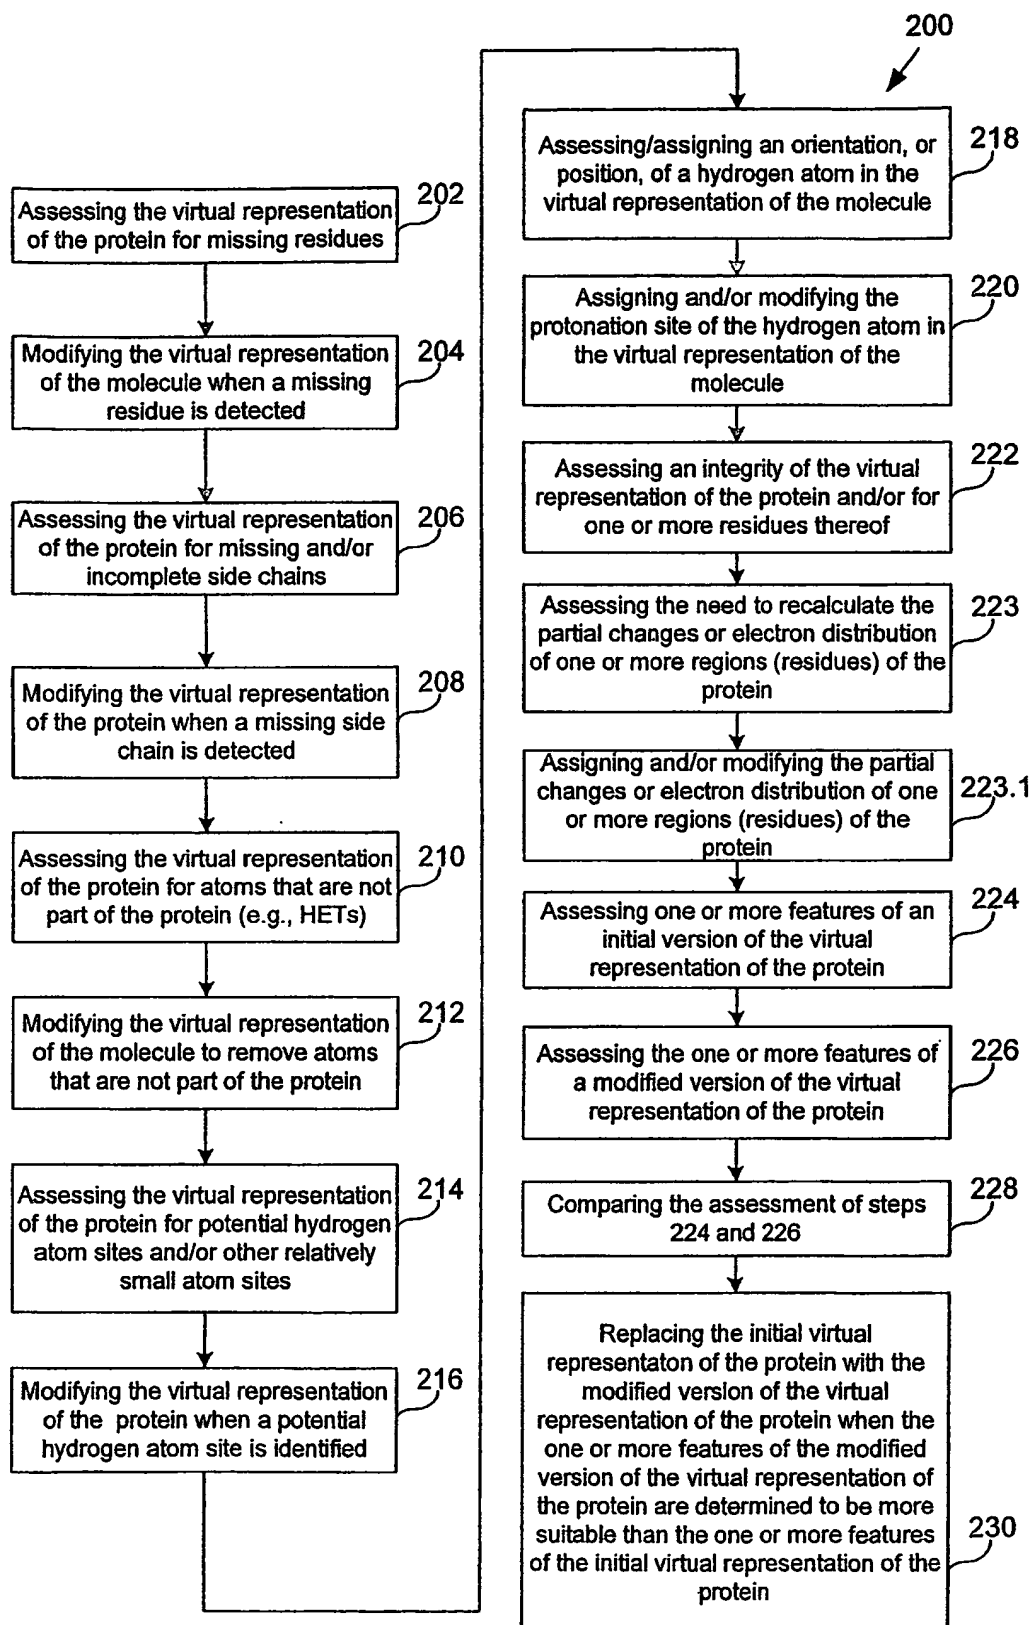 200
Assessing the virtual representation
of the protein for missing residues
202
Modifying the virtual representation
of the molecule when a missing
residue is detected
204
Assessing the virtual representation
of the protein for missing and/or
incomplete side chains
206
Modifying the virtual representation
of the protein when a missing side
chain is detected
208
Assessing the virtual representation
of the protein for atoms that are not
part of the protein (e.g., HETs)
210
Modifying the virtual representation
of the molecule to remove atoms
that are not part of the protein
212
Assessing the virtual representation
of the protein for potential hydrogen
atom sites and/or other relatively
small atom sites
214
Modifying the virtual representation
of the protein when a potential
hydrogen atom site is identified
216
Assessing/assigning an orientation, or
position, of a hydrogen atom in the
virtual representation of the molecule
218
Assigning and/or modifying the
protonation site of the hydrogen atom in
the virtual representation of the
molecule
220
Assessing an integrity of the virtual
representation of the protein and/or for
one or more residues thereof
222
Assessing the need to recalculate the
partial changes or electron distribution
of one or more regions (residues) of the
protein
223
Assigning and/or modifying the partial
changes or electron distribution of one
or more regions (residues) of the
protein
223.1
Assessing one or more features of an
initial version of the virtual
representation of the protein
224
Assessing the one or more features of
a modified version of the virtual
representation of the protein
226
Comparing the assessment of steps
224 and 226
228
Replacing the initial virtual
representaton of the protein with the
modified version of the virtual
representation of the protein when the
one or more features of the modified
version of the virtual representation of
the protein are determined to be more
suitable than the one or more features
of the initial virtual representation of the
protein
230